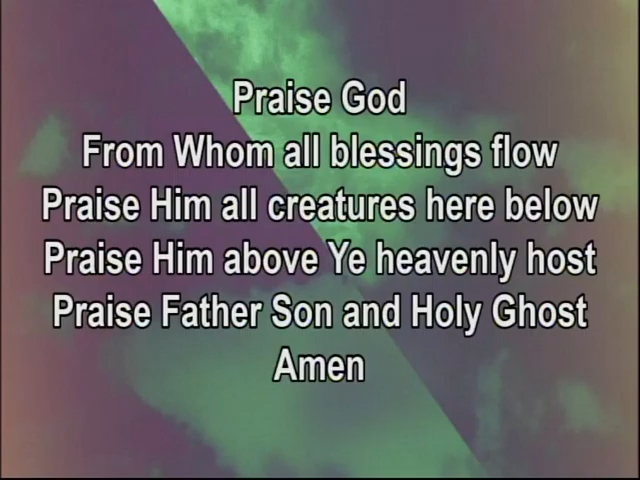 Praise God
From Whom all blessings flow
Praise Him all creatures here below
Praise Him above Ye heavenly host
Praise Father Son and Holy Ghost
Amen